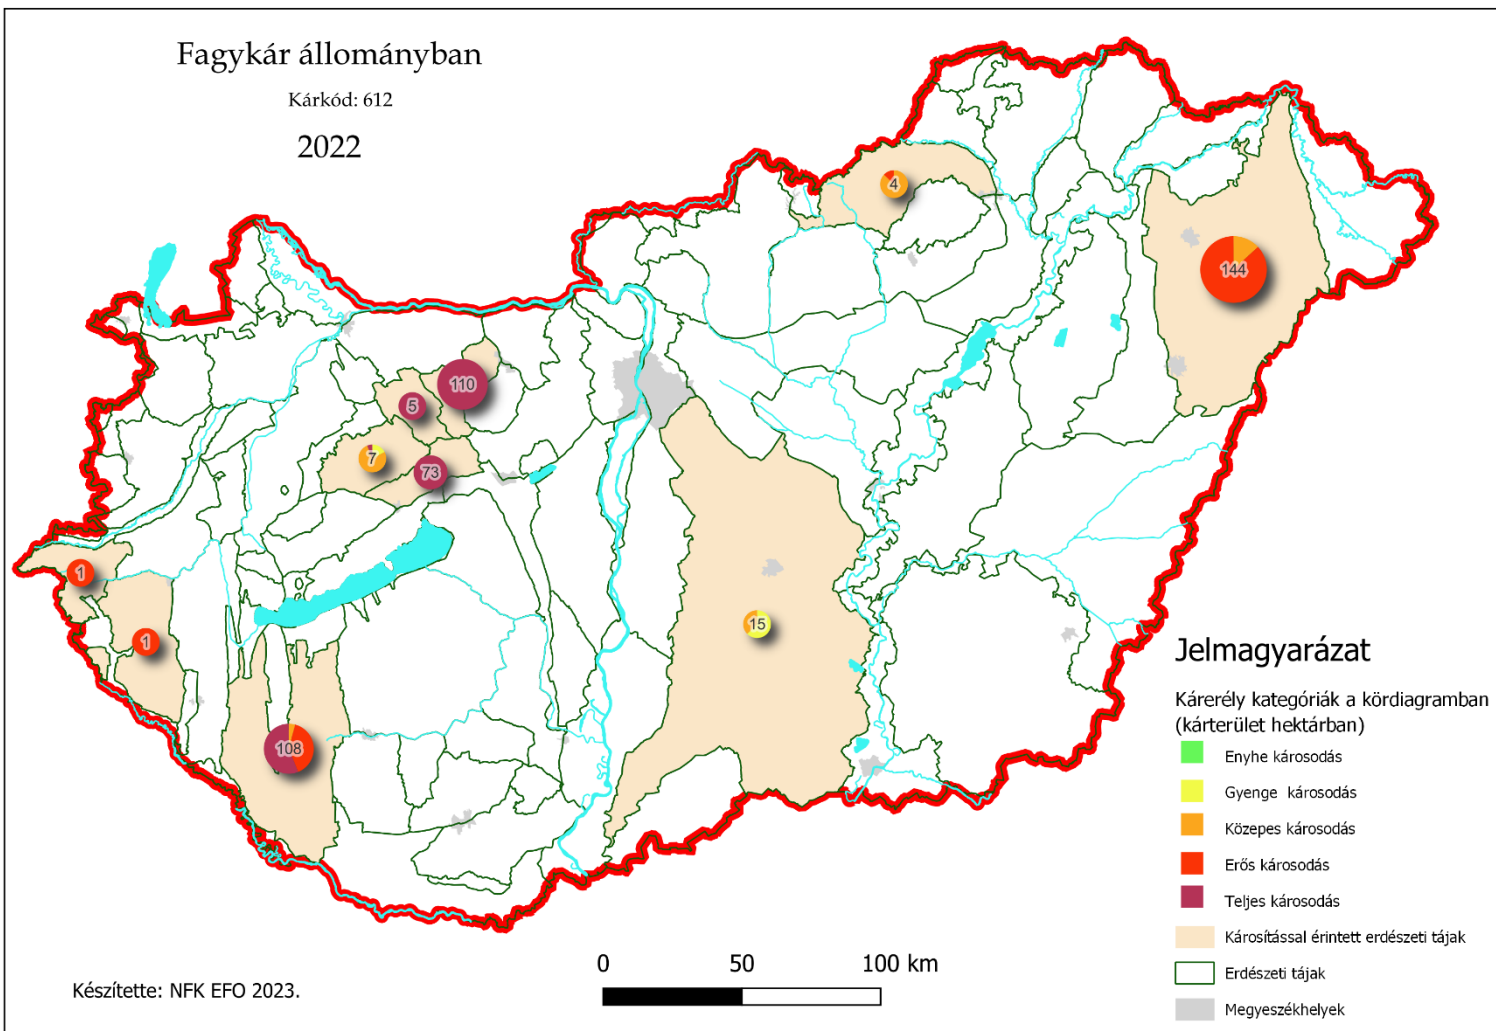 Fagykár állományban
Kárkód: 612
2022
4
144
110
5
7
73
1
1
15
108
Jelmagyarázat
Kárerély kategóriák a kördiagramban
(kárterület hektárban)
Enyhe károsodás
Gyenge károsodás
Közepes károsodás
Erős károsodás
Teljes károsodás
Károsítással érintett erdészeti tájak
Erdészeti tájak
Megyeszékhelyek
0 50 100 km
Készítette: NFK EFO 2023.